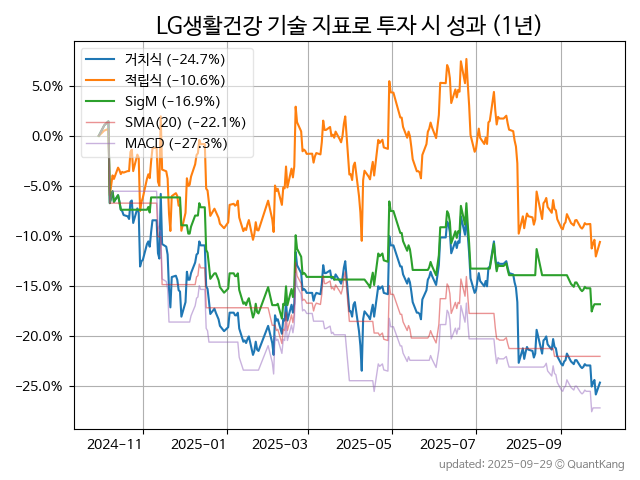 LG생활건강 기술 지표로 투자 시 성과 (1년)
거치식 (−24.7%)
적립식 (−10.6%)
SigM (−16.9%)
SMA(20) (−22.1%)
MACD (−27.3%)
5.0%
0.0%
−5.0%
−10.0%
−15.0%
−20.0%
−25.0%
2024−11
2025−01
2025−03
2025−05
2025−07
2025−09
updated: 2025−09−29 © QuantKang